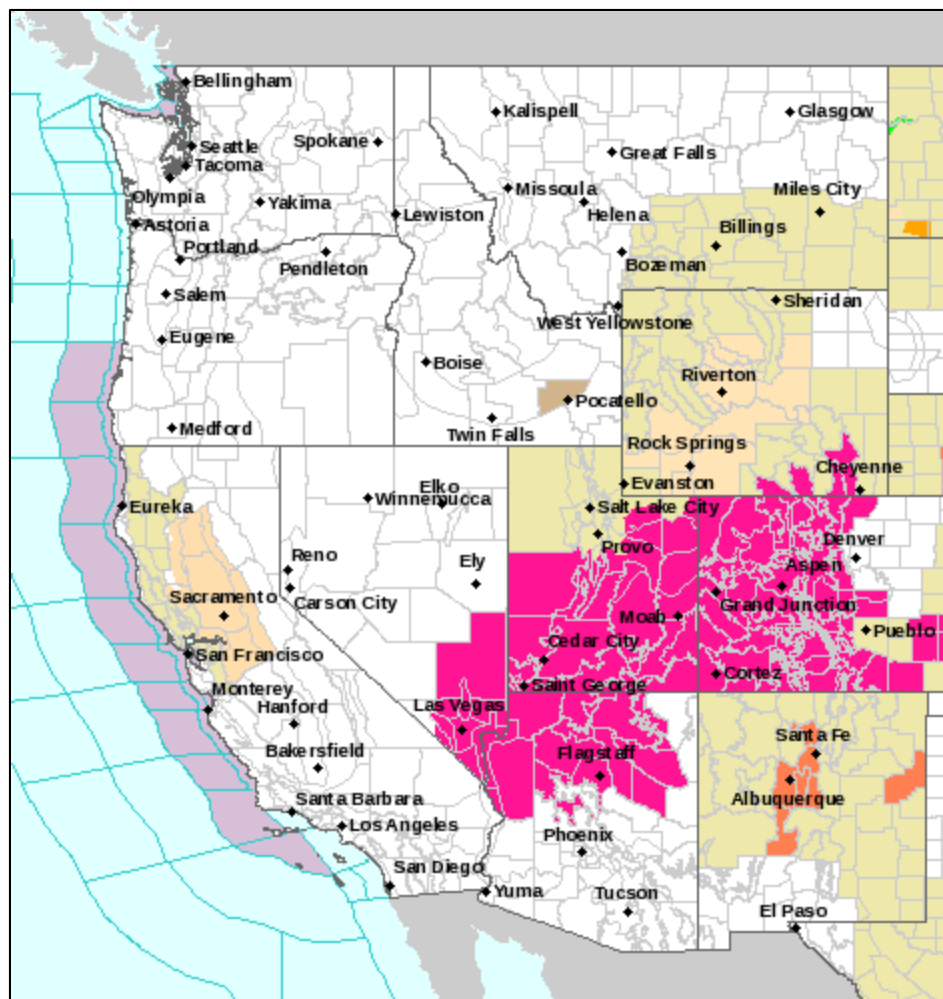 Bellingham
Kalispell
Glasgow
Seattle
Spokane
Great Falls
Tacoma
Missoula
Miles City
Olympia
Yakima
Lewiston
Helena
Astoria
Billings
Portland
Pendleton
Bozeman
Salem
Sheridan
West Yellowstone
Eugene
Boise
Riverton
Pocatello
Medford
Twin Falls
Rock Springs
Cheyenne
Elko
Evanston
Winnemucca
Eureka
Salt Lake City
Denver
Provo
Reno
Ely
Aspen
Sacramento
Carson City
Grand Junction
Moab
Pueblo
Cedar City
San Francisco
Cortez
Saint George
Monterey
Hanford
Las Vegas
Santa Fe
Bakersfield
Flagstaff
Santa Barbara
Albuquerque
Los Angeles
Phoenix
San Diego
Yuma
Tucson
El Paso